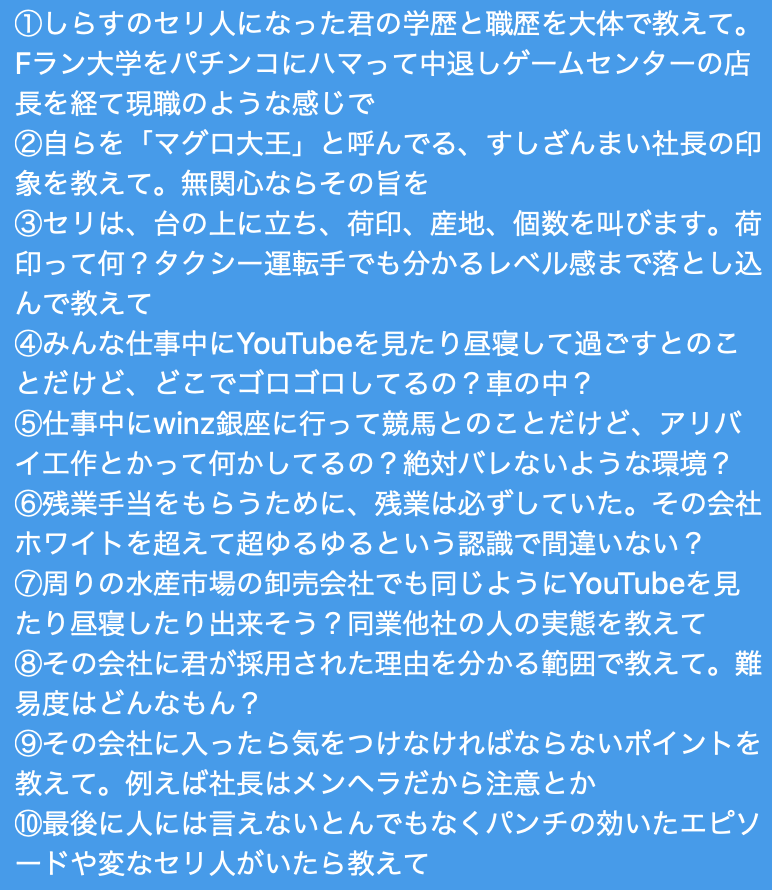 ①しらすのセリ人になった君の学歴と職歴を大体で教えて。
Fラン大学をパチンコにハマって中退しゲームセンターの店
長を経て現職のような感じで
②自らを「マグロ大王」と呼んでる、すしざんまい社長の印
象を教えて。無関心ならその旨を
③セリは、台の上に立ち、荷印、産地、個数を叫びます。荷
印って何？タクシー運転手でも分かるレベル感まで落とし込
んで教えて
④みんな仕事中にYouTubeを見たり昼寝して過ごすとのこ
とだけど、どこでゴロゴロしてるの？車の中？
⑤仕事中にwinz銀座に行って競馬とのことだけど、アリバ
イ工作とかって何かしてるの？絶対バレないような環境？
⑥残業手当をもらうために、残業は必ずしていた。その会社
ホワイトを超えて超ゆるゆるという認識で間違いない？
⑦周りの水産市場の卸売会社でも同じようにYouTubeを見
たり昼寝したり出来そう？同業他社の人の実態を教えて
⑧その会社に君が採用された理由を分かる範囲で教えて。難
易度はどんなもん？
⑨その会社に入ったら気をつけなければならないポイントを
教えて。例えば社長はメンヘラだから注意とか
⑩最後に人には言えないとんでもなくパンチの効いたエピソ
ードや変なセリ人がいたら教えて